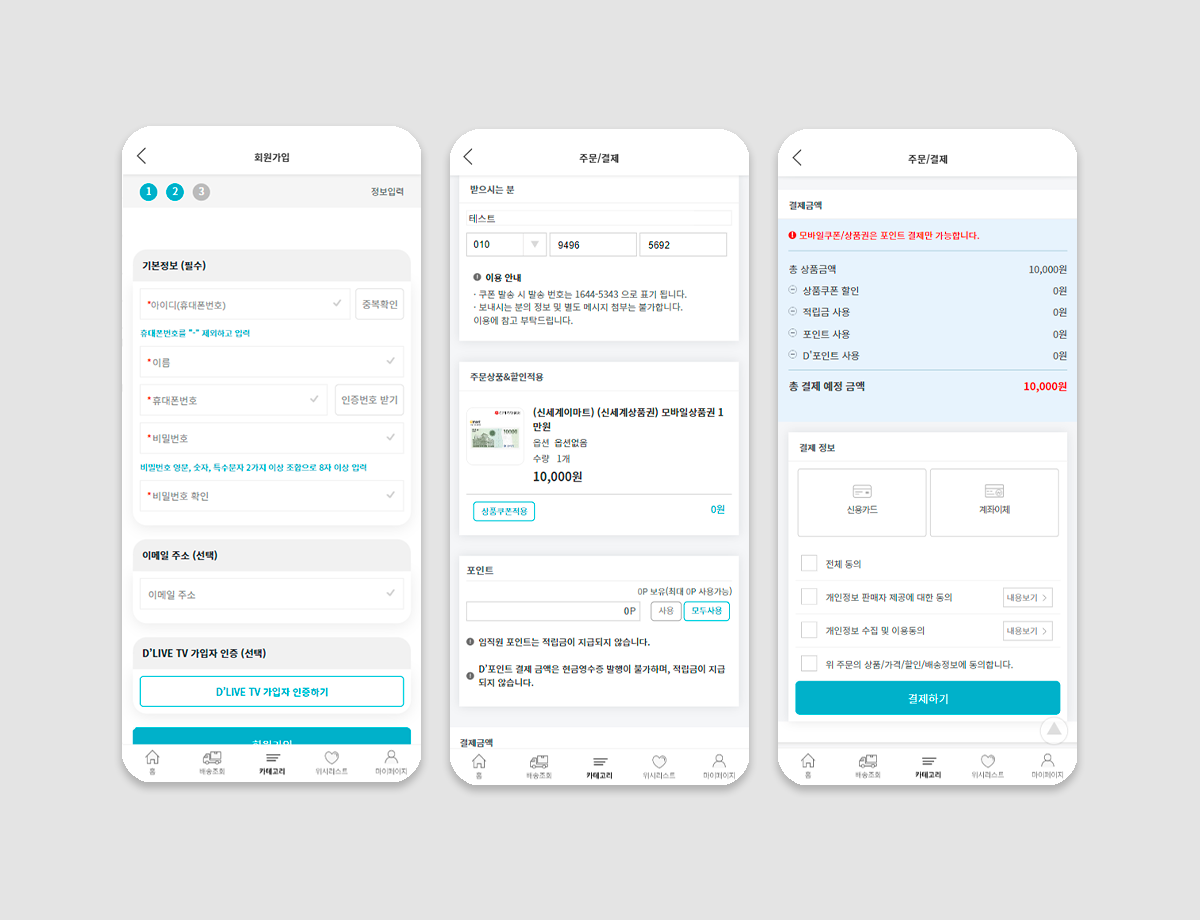 회원가입
1 2 3 정보입력
기본정보 (필수)
*아이디(휴대폰번호) 중복확인
휴대폰번호를 "-" 제외하고 입력
*이름
*휴대폰번호 인증번호 받기
*비밀번호
비밀번호 영문, 숫자, 특수문자 2가지 이상 조합으로 8자 이상 입력
*비밀번호 확인
이메일 주소 (선택)
이메일 주소
D'LIVE TV 가입자 인증 (선택)
D'LIVE TV 가입자 인증하기
회원가입
홈 배송조회 카테고리 위시리스트 마이페이지
주문/결제
받으시는 분
테스트
010 9496 5692
이용 안내
- 쿠폰 발송 시 발송 번호는 1644-5343 으로 표기 됩니다.
- 보내시는 분의 정보 및 별도 메시지 첨부는 불가합니다.
이용에 참고 부탁드립니다.
주문상품&할인적용
(신세계이마트) (신세계상품권) 모바일상품권 1
만원
옵션 옵션없음
수량 1개
10,000원
상품쿠폰적용 0원
포인트
0P 보유(최대 0P 사용가능)
0P 사용 모두사용
임직원 포인트는 적립금이 지급되지 않습니다.
D'포인트 결제 금액은 현금영수증 발행이 불가하며, 적립금이 지급
되지 않습니다.
결제금액
홈 배송조회 카테고리 위시리스트 마이페이지
주문/결제
결제금액
모바일쿠폰/상품권은 포인트 결제만 가능합니다.
총 상품금액 10,000원
상품쿠폰 할인 0원
적립금 사용 0원
포인트 사용 0원
D'포인트 사용 0원
총 결제 예정 금액 10,000원
결제 정보
신용카드 계좌이체
전체 동의
개인정보 판매자 제공에 대한 동의 내용보기 >
개인정보 수집 및 이용동의 내용보기 >
위 주문의 상품/가격/할인/배송정보에 동의합니다.
결제하기
홈 배송조회 카테고리 위시리스트 마이페이지